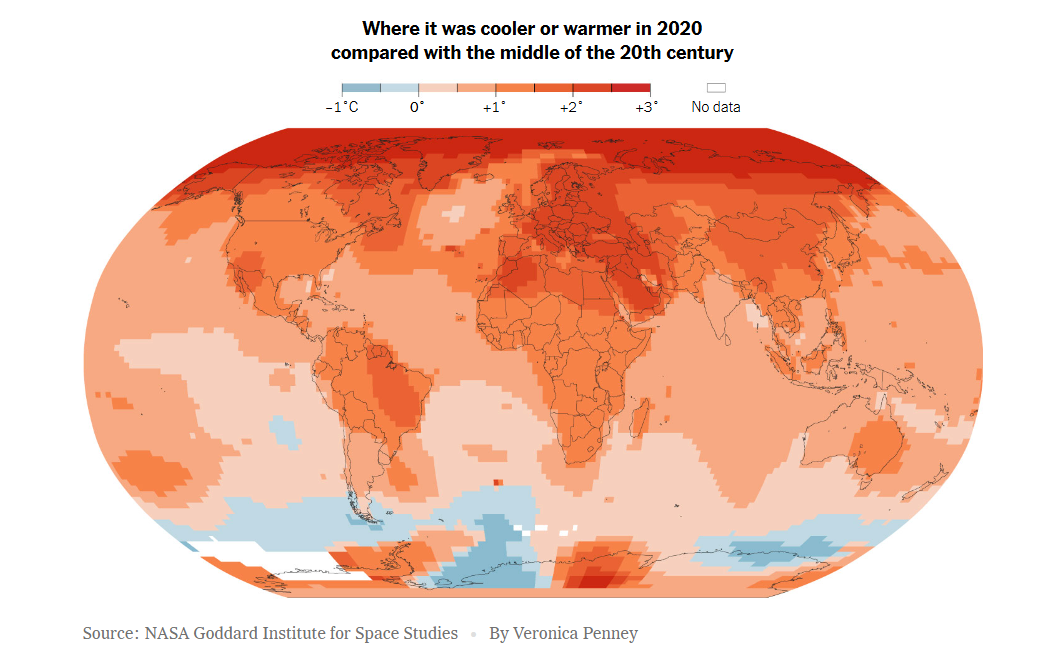 Where it was cooler or warmer in 2020
compared with the middle of the 20th century
−1°C 0° +1° +2° +3° No data
Source: NASA Goddard Institute for Space Studies • By Veronica Penney